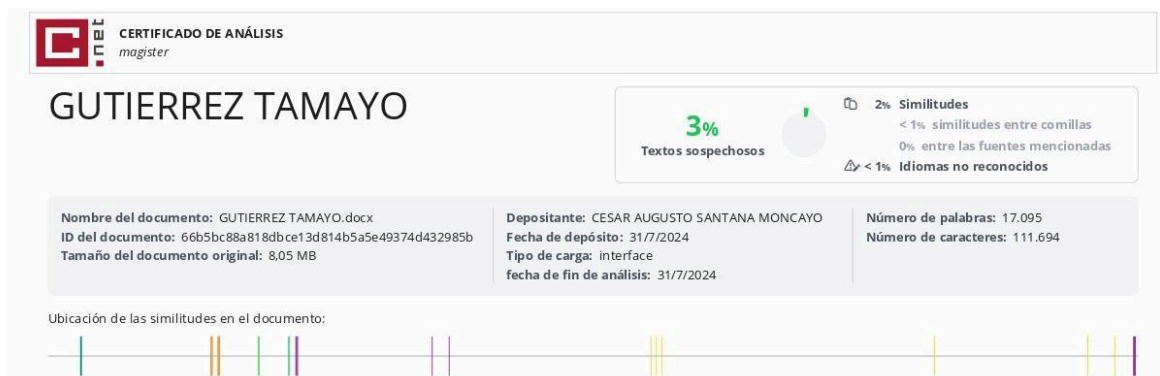 C.net
CERTIFICADO DE ANÁLISIS
magister
GUTIERREZ TAMAYO
3%
Textos sospechosos
2% Similitudes
< 1% similitudes entre comillas
0% entre las fuentes mencionadas
< 1% Idiomas no reconocidos
Nombre del documento: GUTIERREZ TAMAYO.docx
ID del documento: 66b5bc88a818dbce13d814b5a5e49374d432985b
Tamaño del documento original: 8,05 MB
Depositante: CESAR AUGUSTO SANTANA MONCAYO
Fecha de depósito: 31/7/2024
Tipo de carga: interface
fecha de fin de análisis: 31/7/2024
Número de palabras: 17.095
Número de caracteres: 111.694
Ubicación de las similitudes en el documento: